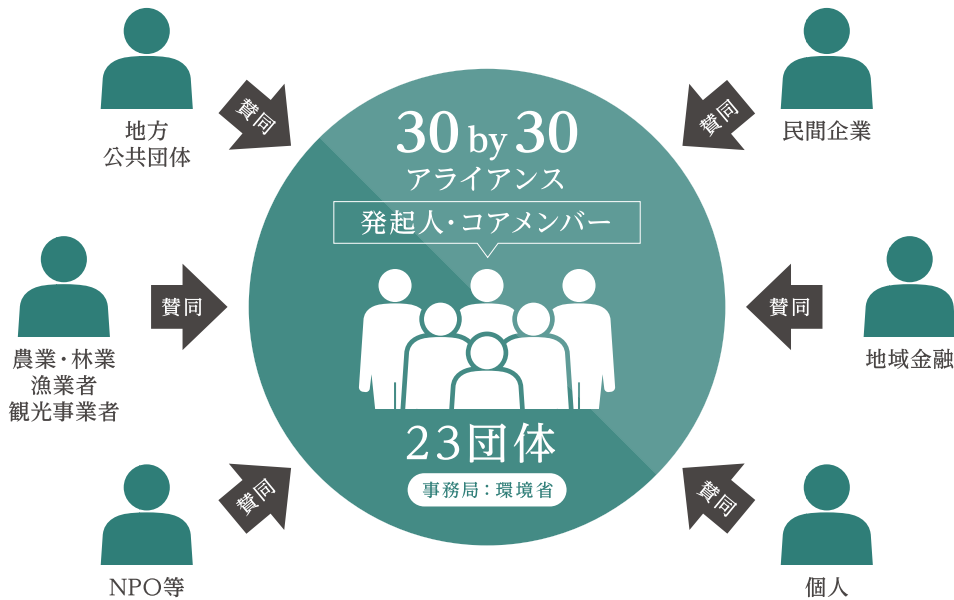 賛同
地方
公共団体
賛同
民間企業
30 by 30
アライアンス
発起人・コアメンバー
賛同
農業・林業
漁業者
観光事業者
賛同
地域金融
23団体
事務局：環境省
賛同
NPO等
賛同
個人